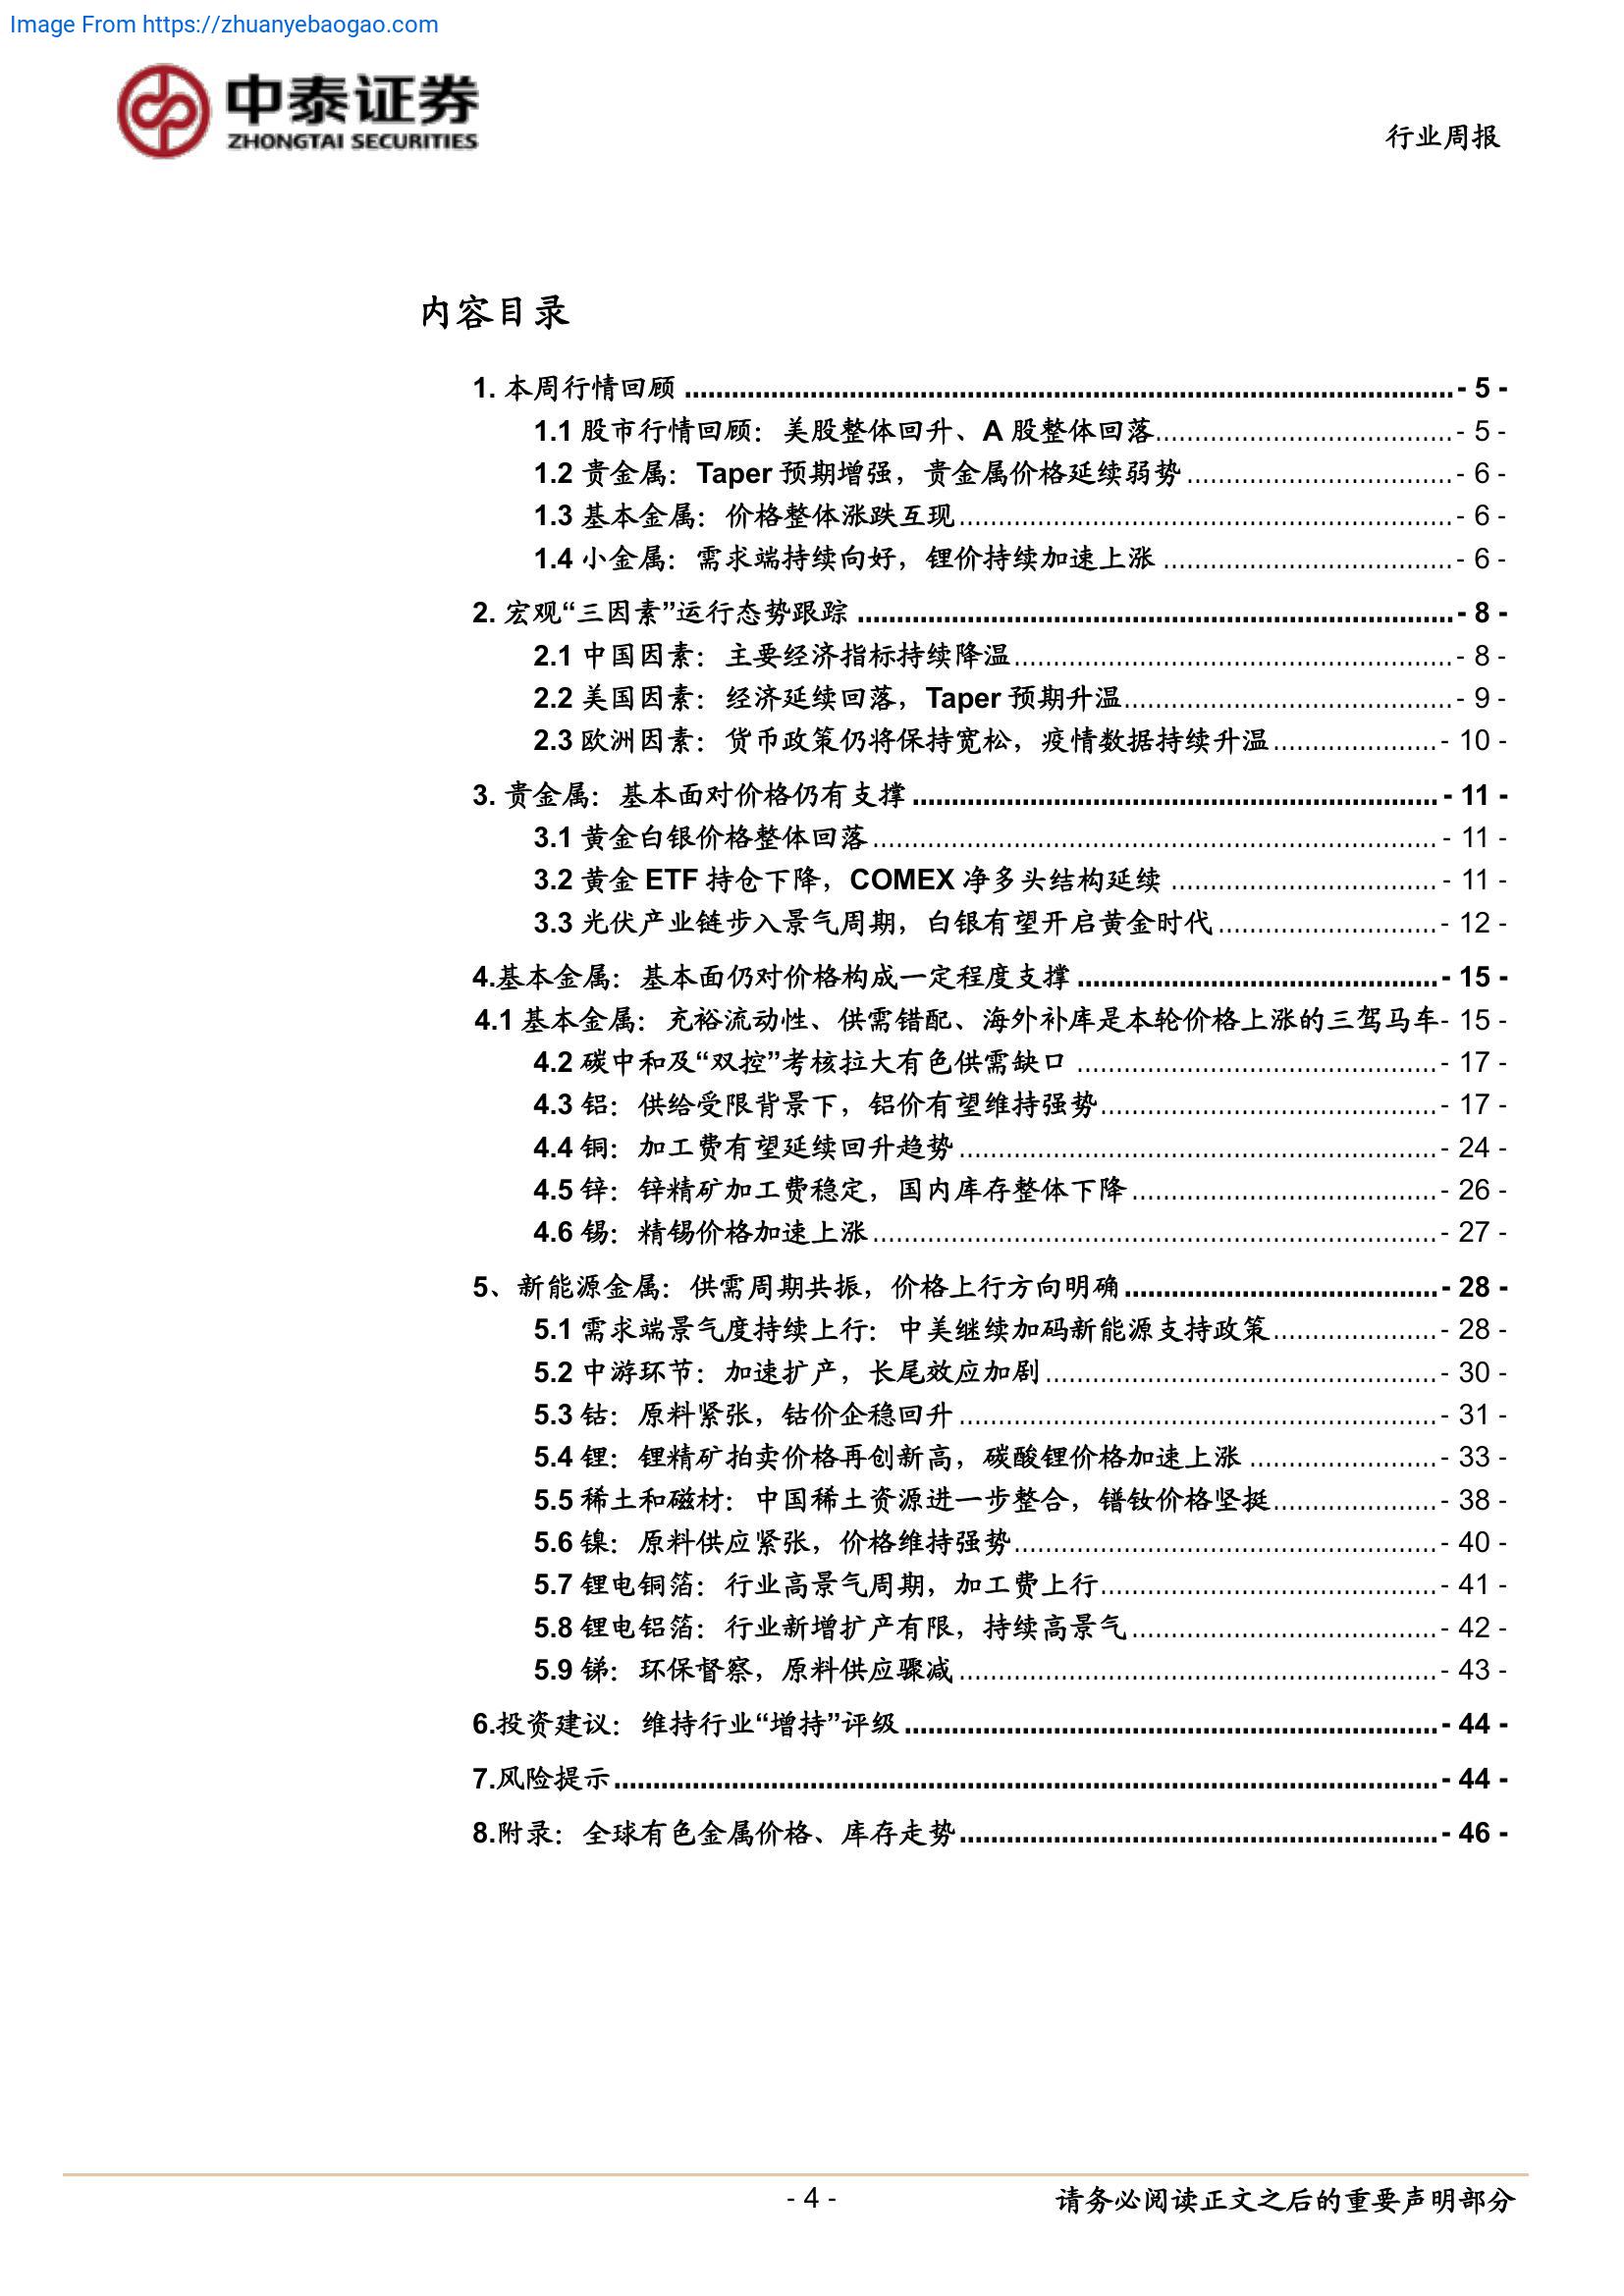 Image From https://zhuanyebaogao.com
中泰证券
ZHONGTAI SECURITIES
行业周报
内容目录
1. 本周行情回顾 ........................................ - 5 -
1.1 股市行情回顾：美股整体回升、A 股整体回落 ........................................ - 5 -
1.2 贵金属：Taper 预期增强，贵金属价格延续弱势 ........................................ - 6 -
1.3 基本金属：价格整体涨跌互现 ........................................ - 6 -
1.4 小金属：需求端持续向好，锂价持续加速上涨 ........................................ - 6 -
2. 宏观“三因素”运行态势跟踪 ........................................ - 8 -
2.1 中国因素：主要经济指标持续降温 ........................................ - 8 -
2.2 美国因素：经济延续回落，Taper 预期升温 ........................................ - 9 -
2.3 欧洲因素：货币政策仍将保持宽松，疫情数据持续升温 ..................... - 10 -
3. 贵金属：基本面对价格仍有支撑 ........................................ - 11 -
3.1 黄金白银价格整体回落 ........................................ - 11 -
3.2 黄金 ETF 持仓下降，COMEX 净多头结构延续 .................................. - 11 -
3.3 光伏产业链步入景气周期，白银有望开启黄金时代 ............................ - 12 -
4.基本金属：基本面仍对价格构成一定程度支撑 ........................................ - 15 -
4.1 基本金属：充裕流动性、供需错配、海外补库是本轮价格上涨的三驾马车- 15 -
4.2 碳中和及“双控”考核拉大有色供需缺口 ........................................ - 17 -
4.3 铝：供给受限背景下，铝价有望维持强势 ........................................ - 17 -
4.4 铜：加工费有望延续回升趋势 ........................................ - 24 -
4.5 锌：锌精矿加工费稳定，国内库存整体下降 ........................................ - 26 -
4.6 锡：精锡价格加速上涨 ........................................ - 27 -
5、新能源金属：供需周期共振，价格上行方向明确 ........................................ - 28 -
5.1 需求端景气度持续上行：中美继续加码新能源支持政策 ..................... - 28 -
5.2 中游环节：加速扩产，长尾效应加剧 ........................................ - 30 -
5.3 钴：原料紧张，钴价企稳回升 ........................................ - 31 -
5.4 锂：锂精矿拍卖价格再创新高，碳酸锂价格加速上涨 ........................ - 33 -
5.5 稀土和磁材：中国稀土资源进一步整合，镨钕价格坚挺 ..................... - 38 -
5.6 镍：原料供应紧张，价格维持强势 ........................................ - 40 -
5.7 锂电铜箔：行业高景气周期，加工费上行 ........................................ - 41 -
5.8 锂电铝箔：行业新增扩产有限，持续高景气 ........................................ - 42 -
5.9 锑：环保督察，原料供应骤减 ........................................ - 43 -
6.投资建议：维持行业“增持”评级 ........................................ - 44 -
7.风险提示 ........................................ - 44 -
8.附录：全球有色金属价格、库存走势 ........................................ - 46 -
- 4 -
请务必阅读正文之后的重要声明部分